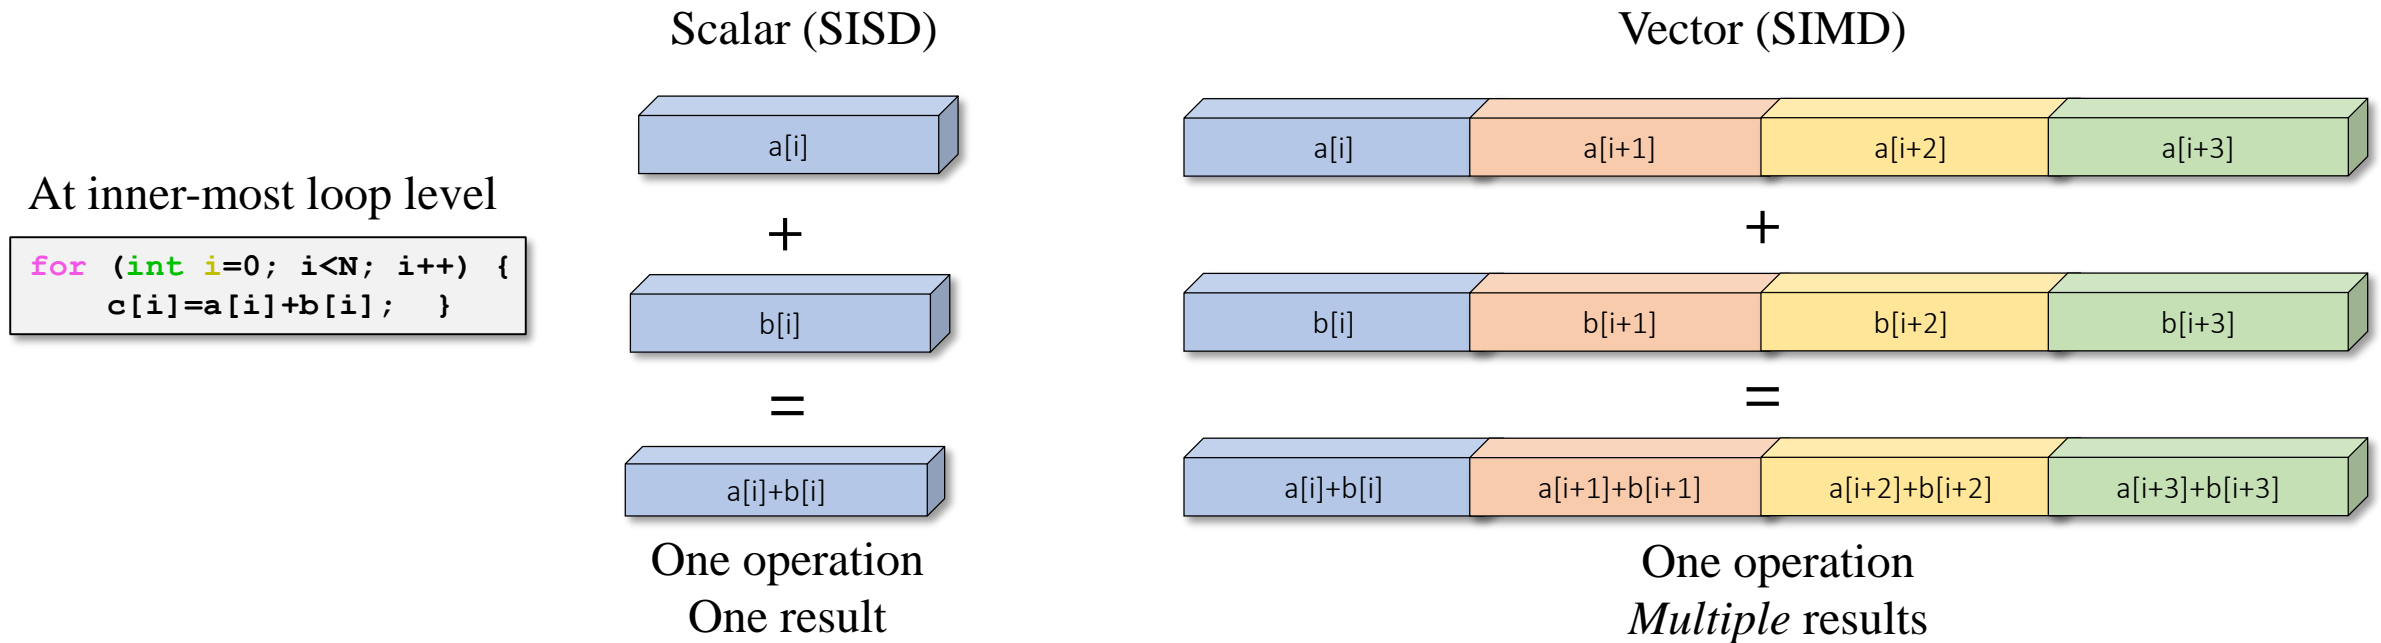 At inner-most loop level
for (int i=0; i<N; i++) {
c[i]=a[i]+b[i]; }
Scalar (SISD)
a[i]
+
b[i]
=
a[i]+b[i]
One operation
One result
Vector (SIMD)
a[i] a[i+1] a[i+2] a[i+3]
+
b[i] b[i+1] b[i+2] b[i+3]
=
a[i]+b[i] a[i+1]+b[i+1] a[i+2]+b[i+2] a[i+3]+b[i+3]
One operation
Multiple results